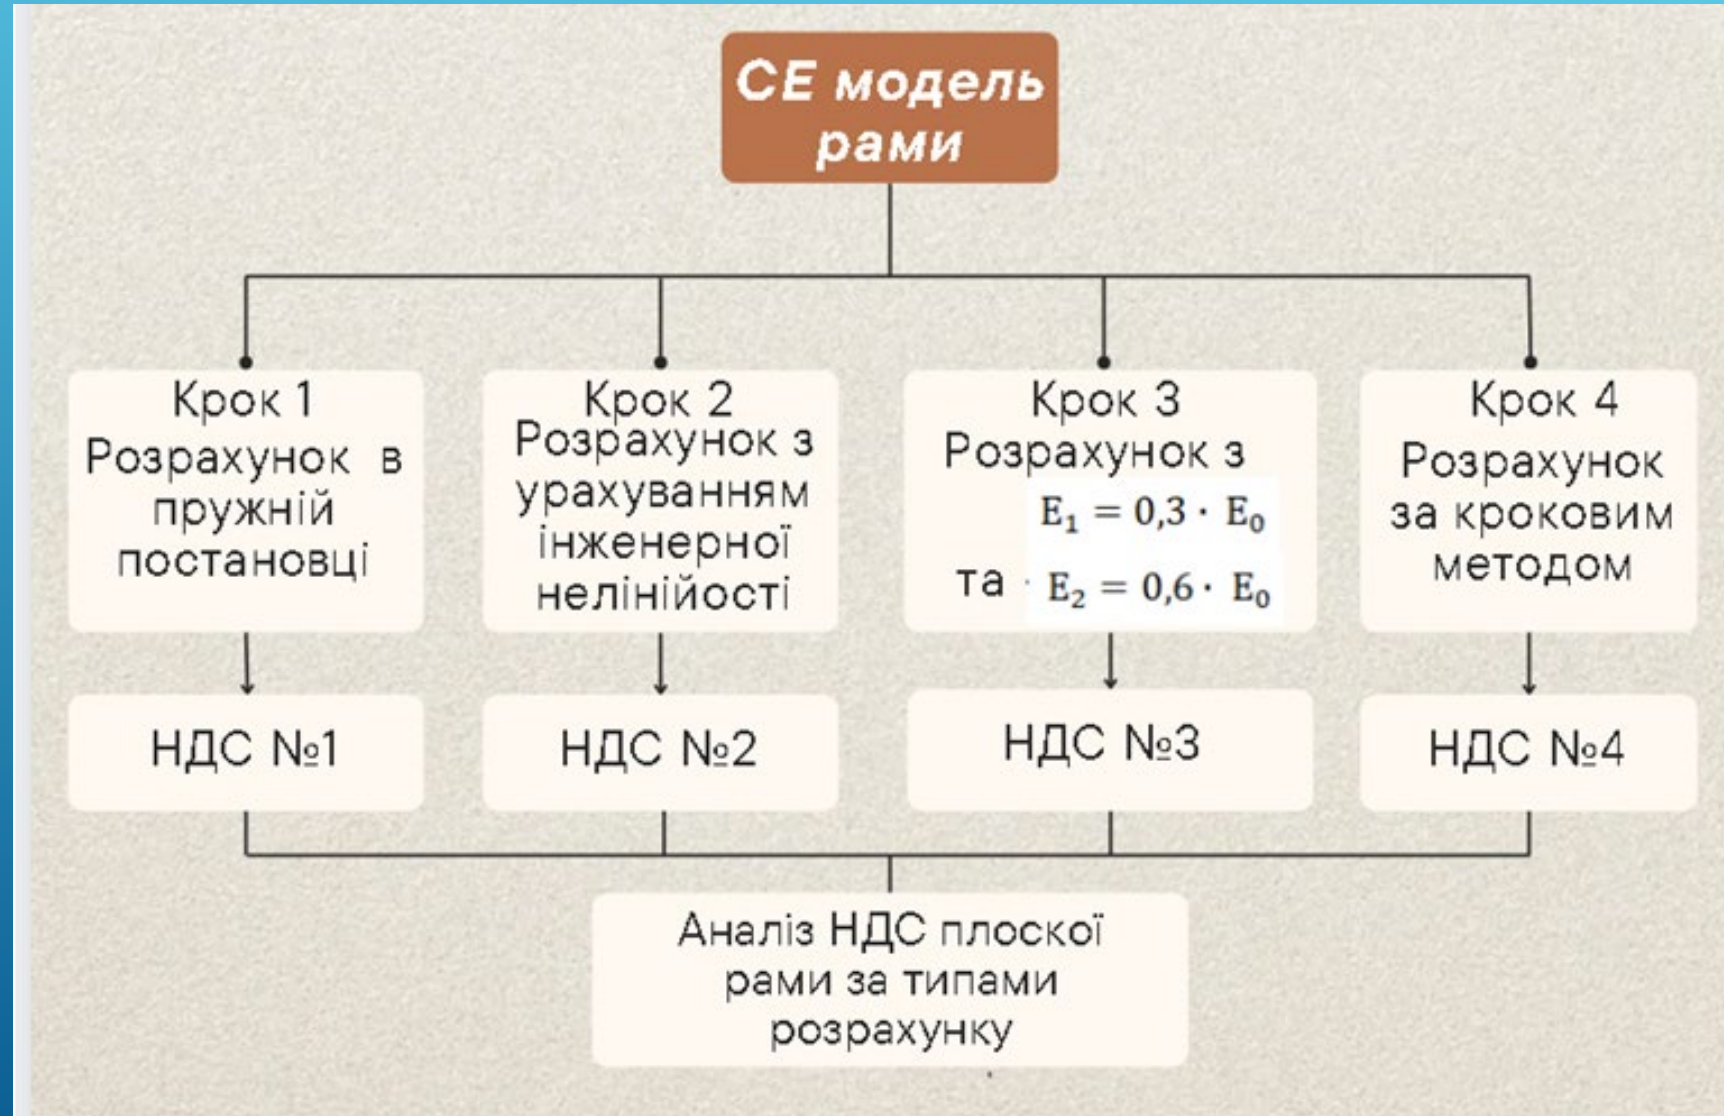 СЕ модель
рами
Крок 1
Розрахунок в
пружній
постановці
Крок 2
Розрахунок з
урахуванням
інженерної
нелінійості
Крок 3
Розрахунок з
E₁ = 0,3 · E₀
та E₂ = 0,6 · E₀
Крок 4
Розрахунок
за кроковим
методом
НДС №1
НДС №2
НДС №3
НДС №4
Аналіз НДС плоскої
рами за типами
розрахунку